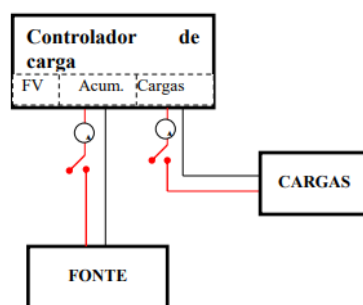 Controlador de
carga
FV Acum. Cargas
CARGAS
FONTE